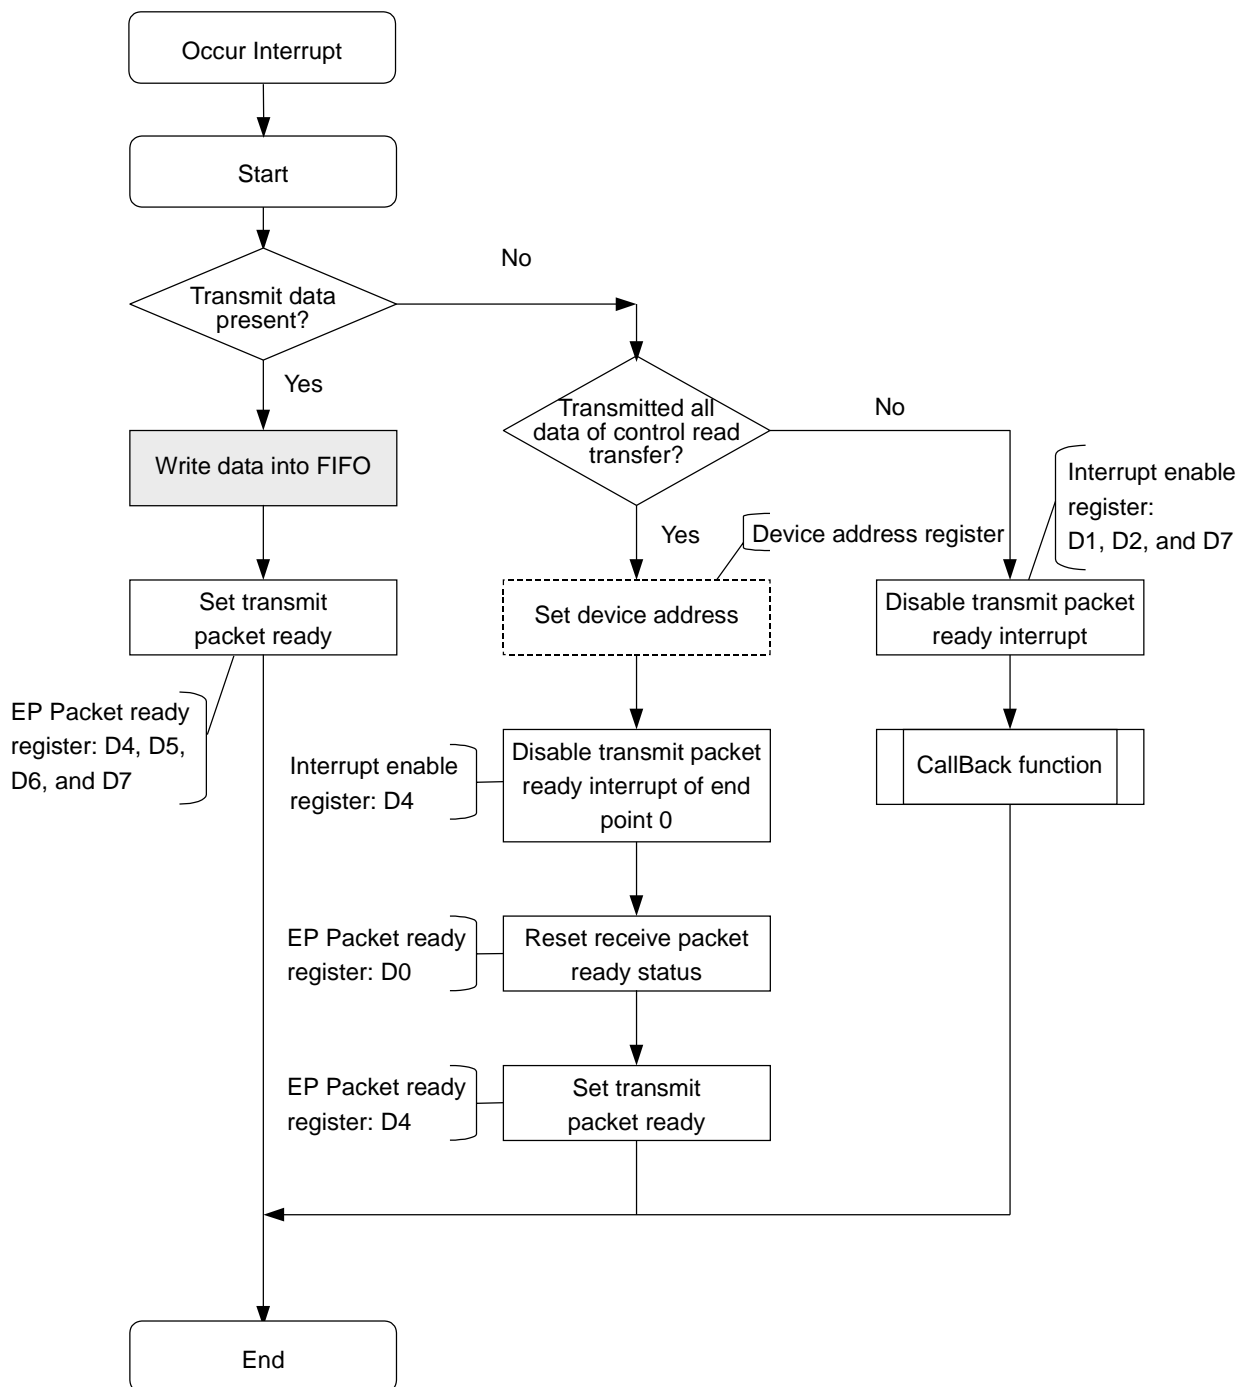 Occur Interrupt
Start
No
Transmit data
present?
Yes
Transmitted all
data of control read
transfer?
No
Write data into FIFO
Interrupt enable
register:
D1, D2, and D7
Yes
Device address register
Set transmit
packet ready
Set device address
Disable transmit packet
ready interrupt
EP Packet ready
register: D4, D5,
D6, and D7
Interrupt enable
register: D4
Disable transmit packet
ready interrupt of end
point 0
CallBack function
EP Packet ready
register: D0
Reset receive packet
ready status
EP Packet ready
register: D4
Set transmit
packet ready
End